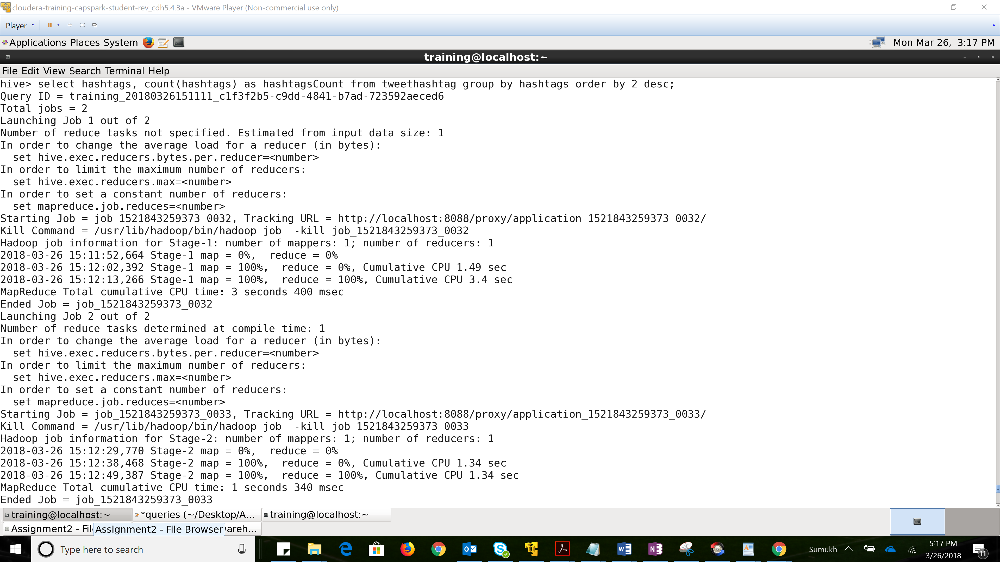 cloudera-training-capspark-student-rev_cdh5.4.3a - VMware Player (Non-commercial use only)
Player
Applications Places System
Mon Mar 26, 3:17 PM
training@localhost:~
File Edit View Search Terminal Help
hive> select hashtags, count(hashtags) as hashtagsCount from tweethashtag group by hashtags order by 2 desc;
Query ID = training_20180326151111_c1f3f2b5-c9dd-4841-b7ad-723592aeced6
Total jobs = 2
Launching Job 1 out of 2
Number of reduce tasks not specified. Estimated from input data size: 1
In order to change the average load for a reducer (in bytes):
  set hive.exec.reducers.bytes.per.reducer=<number>
In order to limit the maximum number of reducers:
  set hive.exec.reducers.max=<number>
In order to set a constant number of reducers:
  set mapreduce.job.reduces=<number>
Starting Job = job_1521843259373_0032, Tracking URL = http://localhost:8088/proxy/application_1521843259373_0032/
Kill Command = /usr/lib/hadoop/bin/hadoop job  -kill job_1521843259373_0032
Hadoop job information for Stage-1: number of mappers: 1; number of reducers: 1
2018-03-26 15:11:52,664 Stage-1 map = 0%,  reduce = 0%
2018-03-26 15:12:02,392 Stage-1 map = 100%,  reduce = 0%, Cumulative CPU 1.49 sec
2018-03-26 15:12:13,266 Stage-1 map = 100%,  reduce = 100%, Cumulative CPU 3.4 sec
MapReduce Total cumulative CPU time: 3 seconds 400 msec
Ended Job = job_1521843259373_0032
Launching Job 2 out of 2
Number of reduce tasks determined at compile time: 1
In order to change the average load for a reducer (in bytes):
  set hive.exec.reducers.bytes.per.reducer=<number>
In order to limit the maximum number of reducers:
  set hive.exec.reducers.max=<number>
In order to set a constant number of reducers:
  set mapreduce.job.reduces=<number>
Starting Job = job_1521843259373_0033, Tracking URL = http://localhost:8088/proxy/application_1521843259373_0033/
Kill Command = /usr/lib/hadoop/bin/hadoop job  -kill job_1521843259373_0033
Hadoop job information for Stage-2: number of mappers: 1; number of reducers: 1
2018-03-26 15:12:29,770 Stage-2 map = 0%,  reduce = 0%
2018-03-26 15:12:38,468 Stage-2 map = 100%,  reduce = 0%, Cumulative CPU 1.34 sec
2018-03-26 15:12:49,387 Stage-2 map = 100%,  reduce = 100%, Cumulative CPU 1.34 sec
MapReduce Total cumulative CPU time: 1 seconds 340 msec
Ended Job = job_1521843259373_0033
training@localhost:~ *queries (~/Desktop/A... training@localhost:~
Assignment2 - Fil Assignment2 - File Browser areh...
Type here to search
Sumukh
5:17 PM
3/26/2018
11